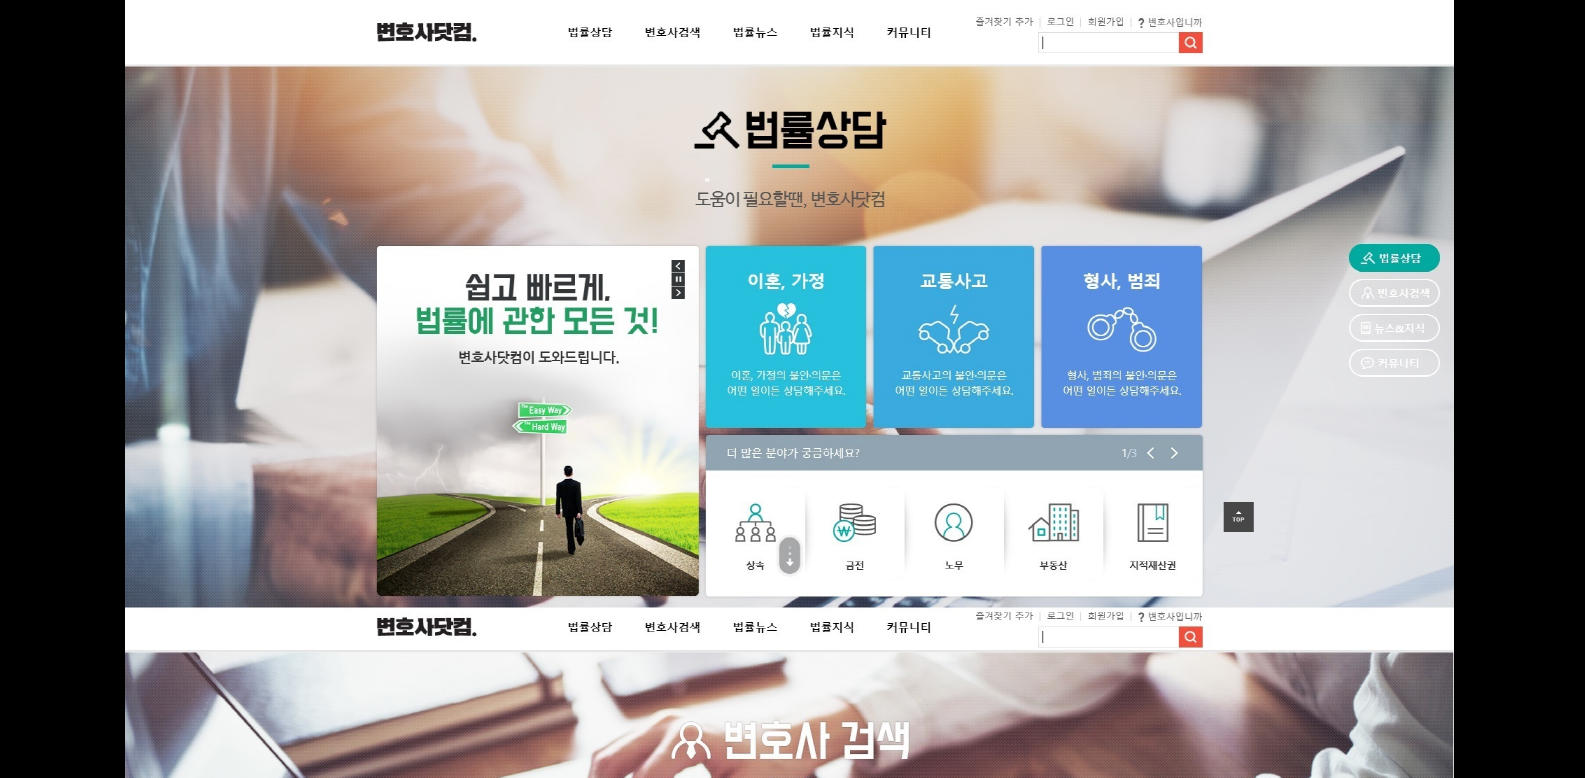 변호사닷컴.
법률상담 변호사검색 법률뉴스 법률지식 커뮤니티
즐겨찾기 추가 | 로그인 | 회원가입 | ? 변호사입니까
법률상담
도움이 필요할땐, 변호사닷컴
쉽고 빠르게,
법률에 관한 모든 것!
변호사닷컴이 도와드립니다.
The Easy Way
The Hard Way
이혼, 가정
이혼, 가정의 불안·의문은
어떤 일이든 상담해주세요.
교통사고
교통사고의 불안·의문은
어떤 일이든 상담해주세요.
형사, 범죄
형사, 범죄의 불안·의문은
어떤 일이든 상담해주세요.
더 많은 분야가 궁금하세요?
1/3
상속
금전
노무
부동산
지적재산권
법률상담
변호사검색
뉴스&지식
커뮤니티
TOP
변호사닷컴.
법률상담 변호사검색 법률뉴스 법률지식 커뮤니티
즐겨찾기 추가 | 로그인 | 회원가입 | ? 변호사입니까
변호사 검색